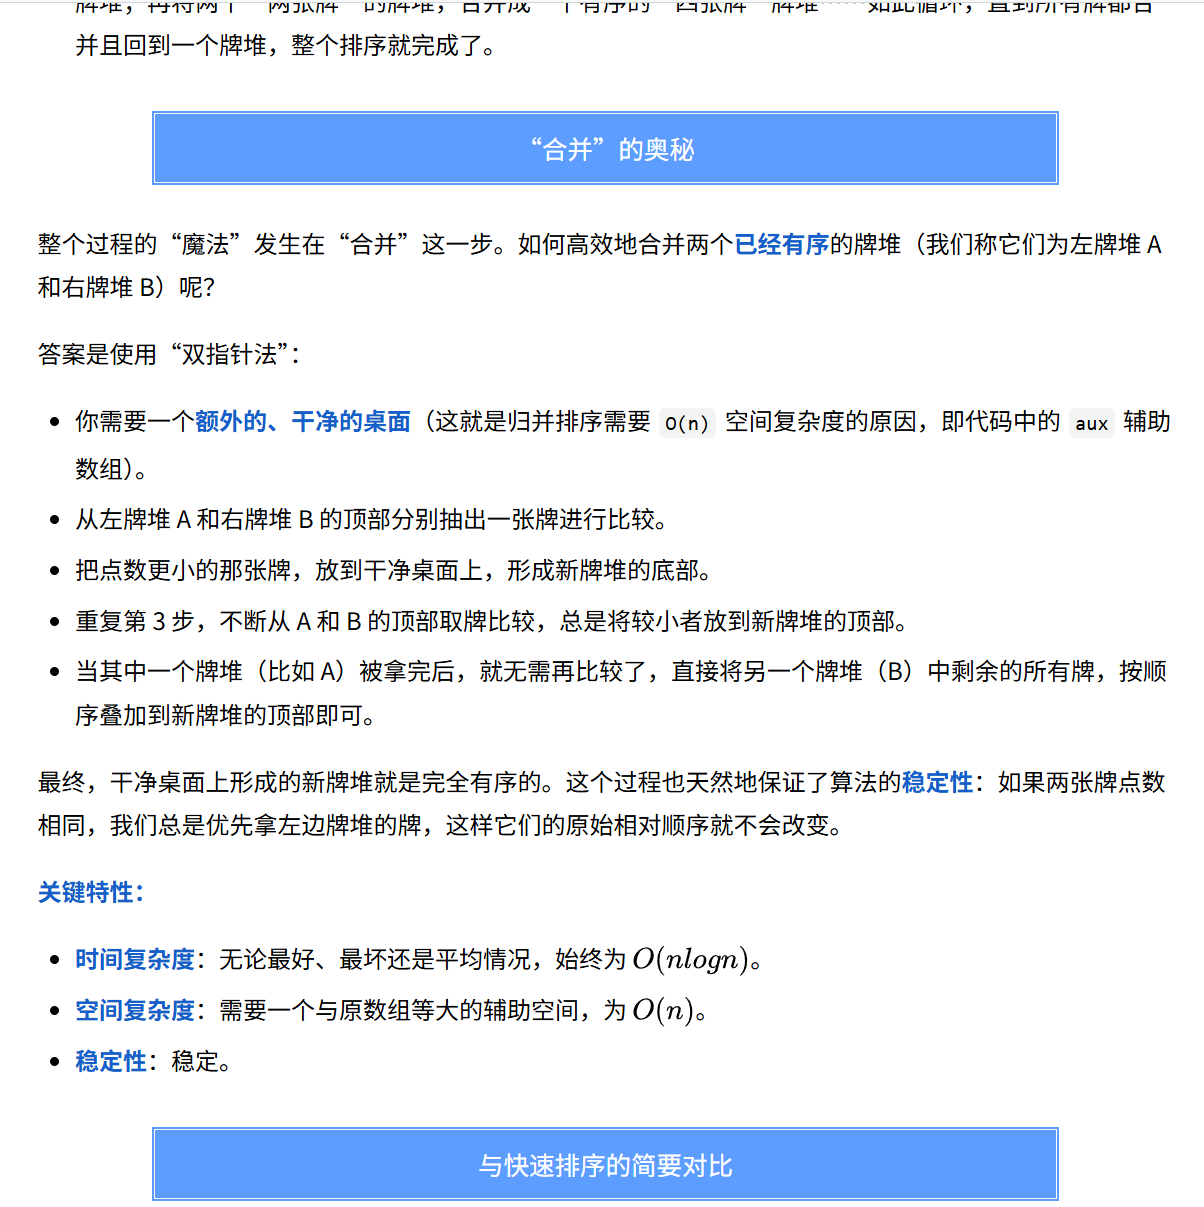 并且回到一个牌堆，整个排序就完成了。
“合并”的奥秘
整个过程的“魔法”发生在“合并”这一步。如何高效地合并两个已经有序的牌堆（我们称它们为左牌堆 A
和右牌堆 B）呢？
答案是使用“双指针法”：
• 你需要一个额外的、干净的桌面（这就是归并排序需要 O(n) 空间复杂度的原因，即代码中的 aux 辅助
数组）。
• 从左牌堆 A 和右牌堆 B 的顶部分别抽出一张牌进行比较。
• 把点数更小的那张牌，放到干净桌面上，形成新牌堆的底部。
• 重复第 3 步，不断从 A 和 B 的顶部取牌比较，总是将较小者放到新牌堆的顶部。
• 当其中一个牌堆（比如 A）被拿完后，就无需再比较了，直接将另一个牌堆（B）中剩余的所有牌，按顺
序叠加到新牌堆的顶部即可。
最终，干净桌面上形成的新牌堆就是完全有序的。这个过程也天然地保证了算法的稳定性：如果两张牌点数
相同，我们总是优先拿左边牌堆的牌，这样它们的原始相对顺序就不会改变。
关键特性：
• 时间复杂度：无论最好、最坏还是平均情况，始终为 O(nlogn)。
• 空间复杂度：需要一个与原数组等大的辅助空间，为 O(n)。
• 稳定性：稳定。
与快速排序的简要对比